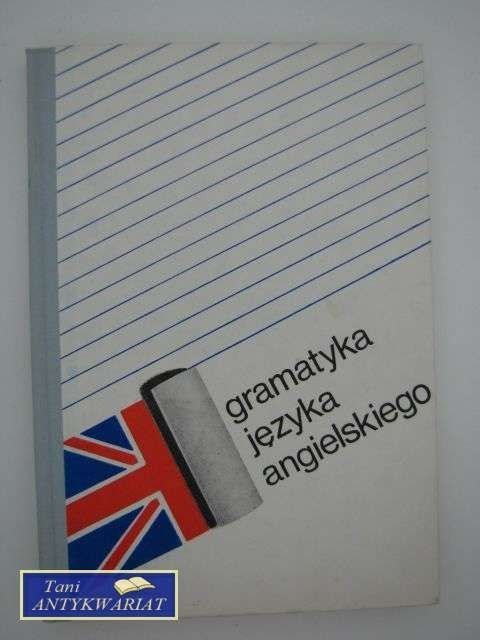 gramatyka
języka
angielskiego
Tani
ANTYKWARIAT